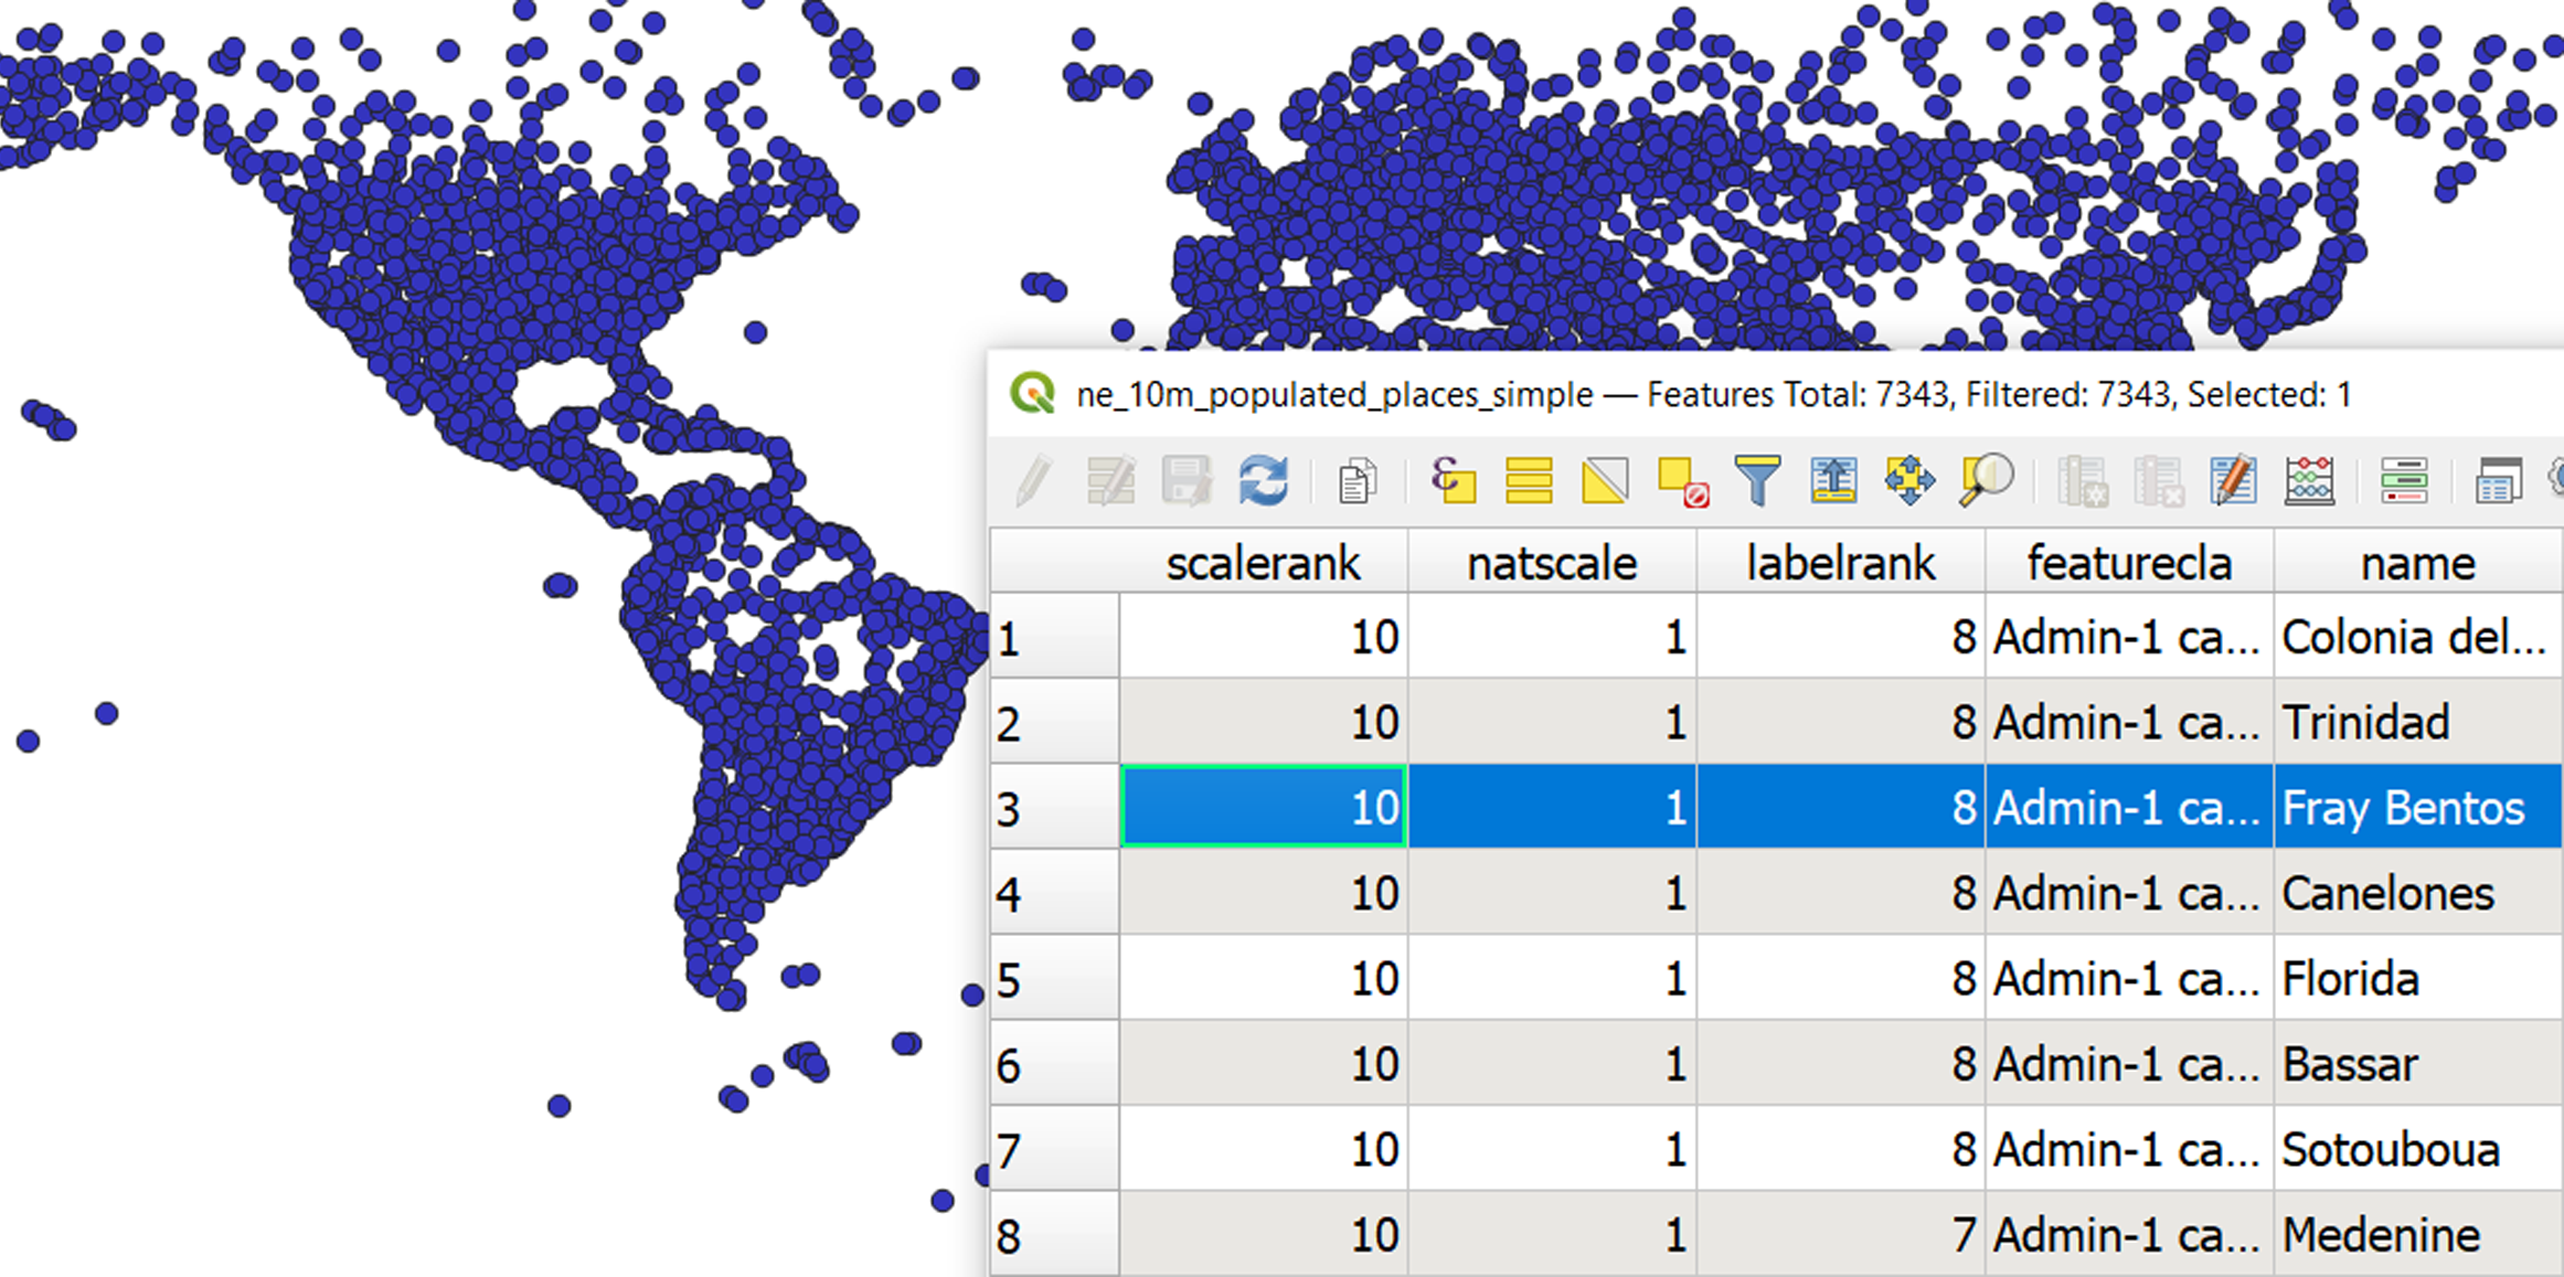 ne_10m_populated_places_simple — Features Total: 7343, Filtered: 7343, Selected: 1
scalerank natscale labelrank featurecla name
1 10 1 8 Admin-1 ca... Colonia del...
2 10 1 8 Admin-1 ca... Trinidad
3 10 1 8 Admin-1 ca... Fray Bentos
4 10 1 8 Admin-1 ca... Canelones
5 10 1 8 Admin-1 ca... Florida
6 10 1 8 Admin-1 ca... Bassar
7 10 1 8 Admin-1 ca... Sotouboua
8 10 1 7 Admin-1 ca... Medenine